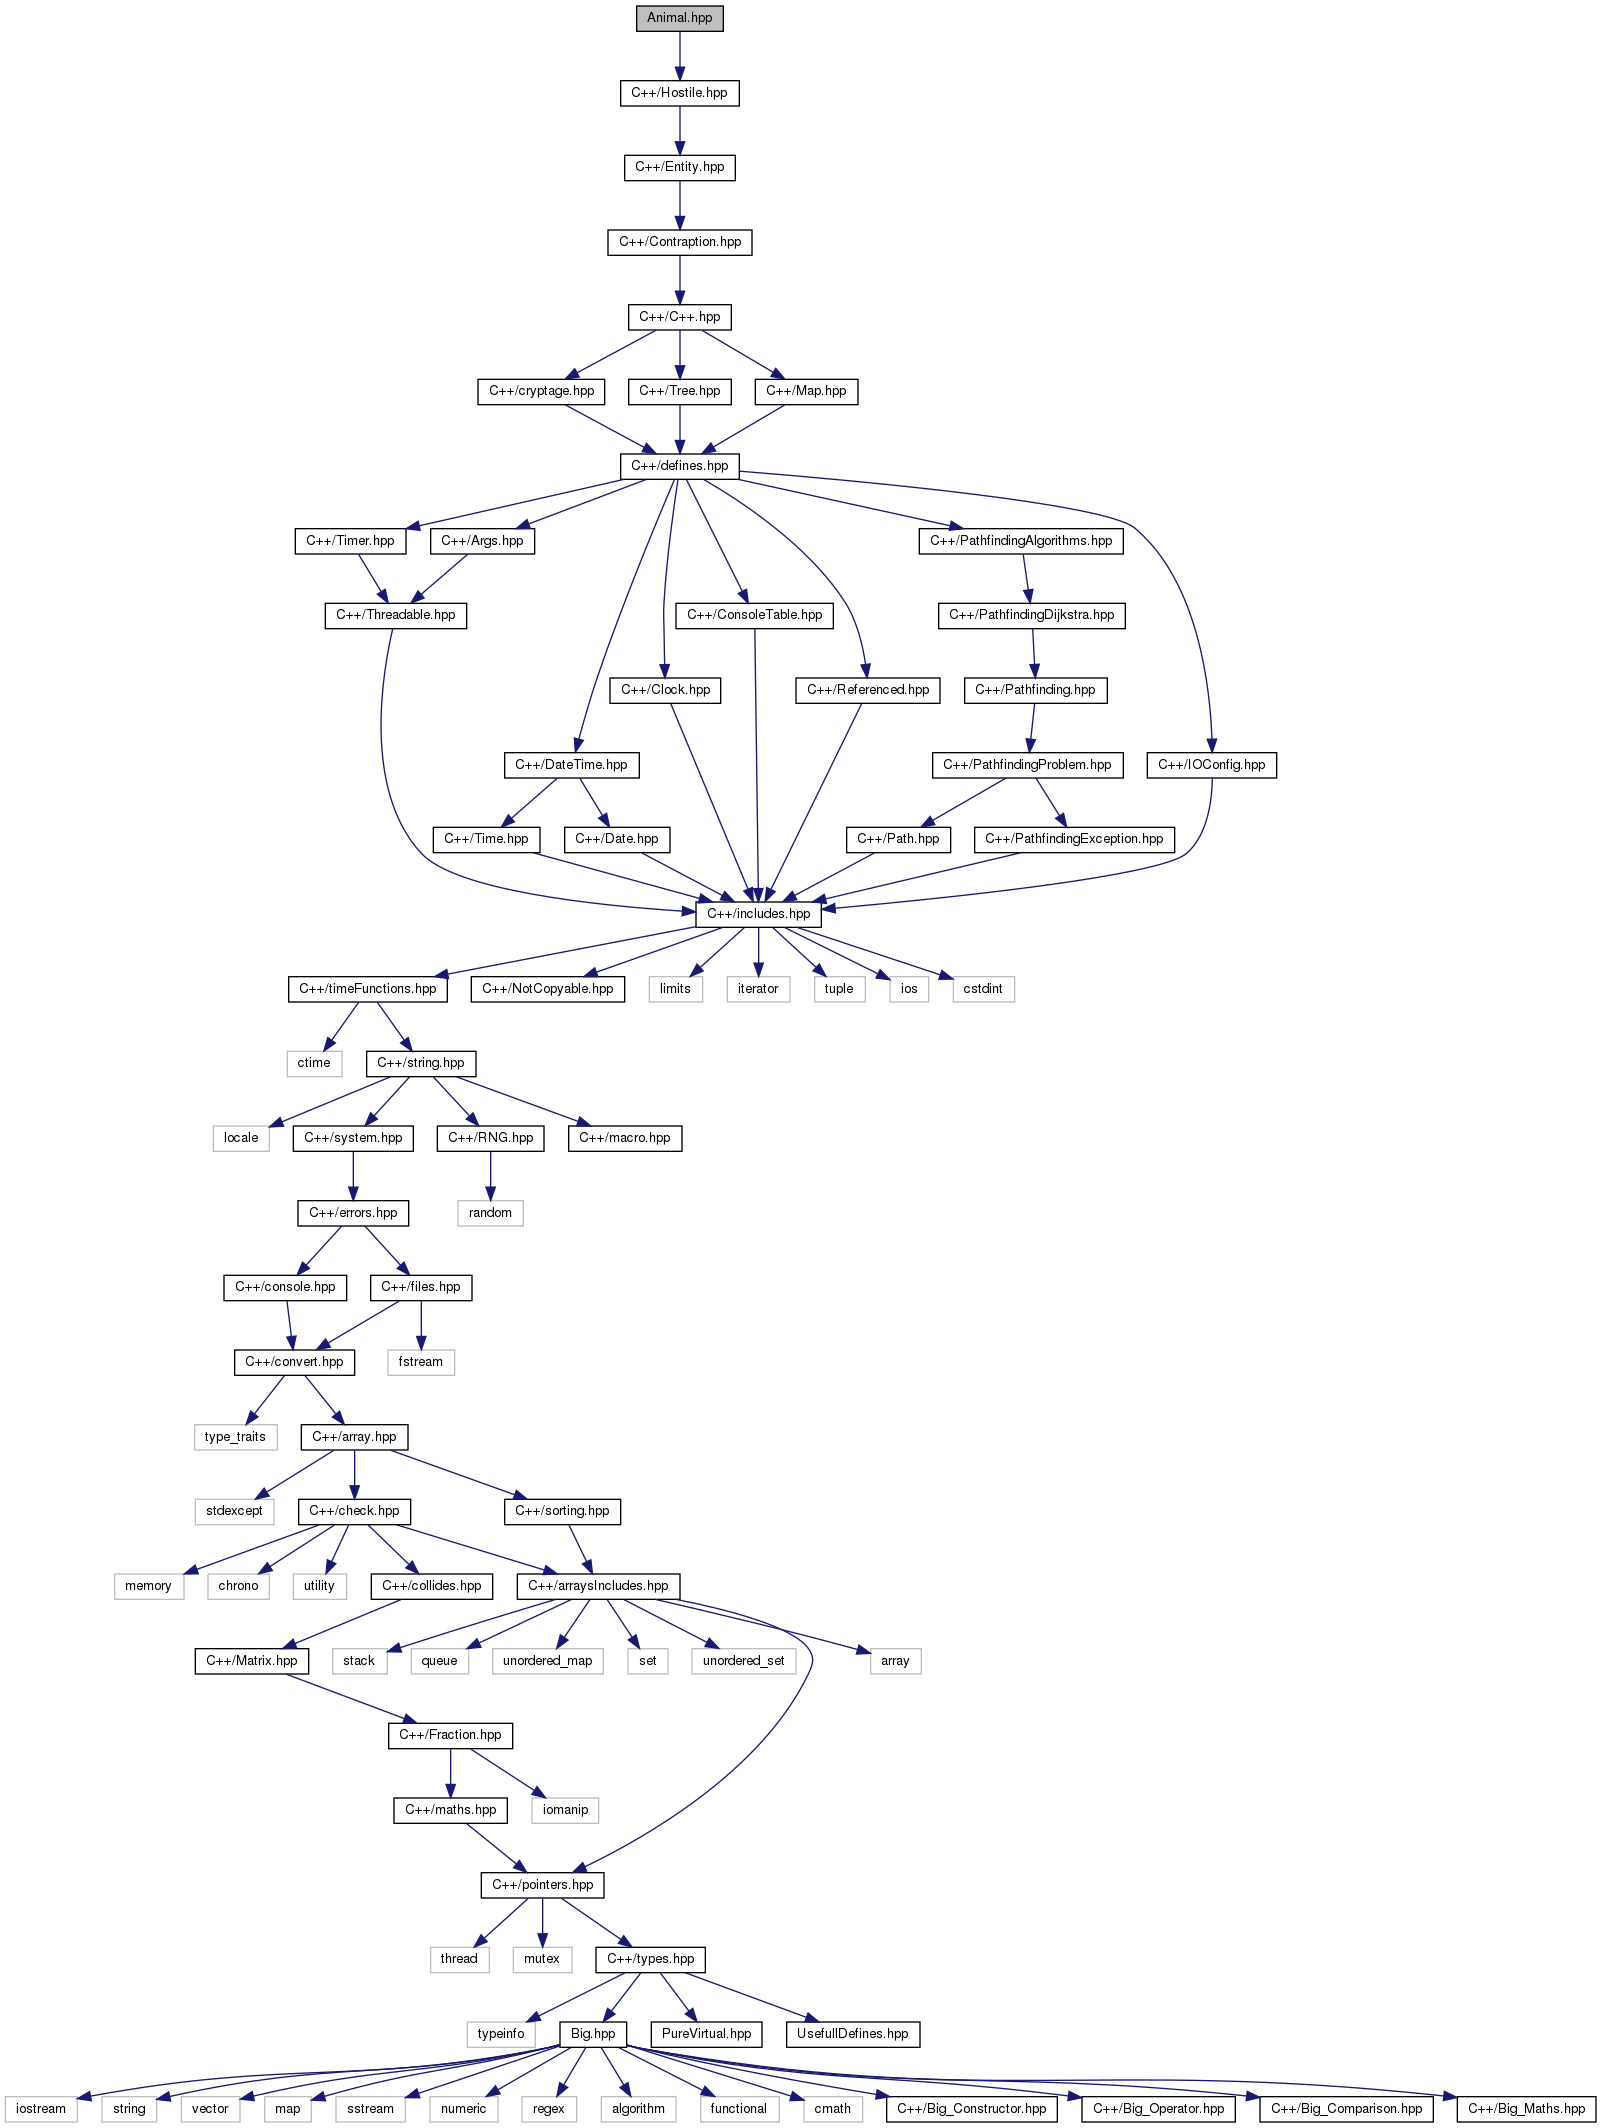 Animal.hpp
C++/Hostile.hpp
C++/Entity.hpp
C++/Contraption.hpp
C++/C++.hpp
C++/cryptage.hpp
C++/Tree.hpp
C++/Map.hpp
C++/defines.hpp
C++/Timer.hpp
C++/Args.hpp
C++/PathfindingAlgorithms.hpp
C++/Threadable.hpp
C++/ConsoleTable.hpp
C++/PathfindingDijkstra.hpp
C++/Clock.hpp
C++/Referenced.hpp
C++/Pathfinding.hpp
C++/DateTime.hpp
C++/PathfindingProblem.hpp
C++/IOConfig.hpp
C++/Time.hpp
C++/Date.hpp
C++/Path.hpp
C++/PathfindingException.hpp
C++/includes.hpp
C++/timeFunctions.hpp
C++/NotCopyable.hpp
limits
iterator
tuple
ios
cstdint
ctime
C++/string.hpp
locale
C++/system.hpp
C++/RNG.hpp
C++/macro.hpp
C++/errors.hpp
random
C++/console.hpp
C++/files.hpp
C++/convert.hpp
fstream
type_traits
C++/array.hpp
stdexcept
C++/check.hpp
C++/sorting.hpp
memory
chrono
utility
C++/collides.hpp
C++/arraysIncludes.hpp
C++/Matrix.hpp
stack
queue
unordered_map
set
unordered_set
array
C++/Fraction.hpp
C++/maths.hpp
iomanip
C++/pointers.hpp
thread
mutex
C++/types.hpp
typeinfo
Big.hpp
PureVirtual.hpp
UsefullDefines.hpp
iostream
string
vector
map
sstream
numeric
regex
algorithm
functional
cmath
C++/Big_Constructor.hpp
C++/Big_Operator.hpp
C++/Big_Comparison.hpp
C++/Big_Maths.hpp